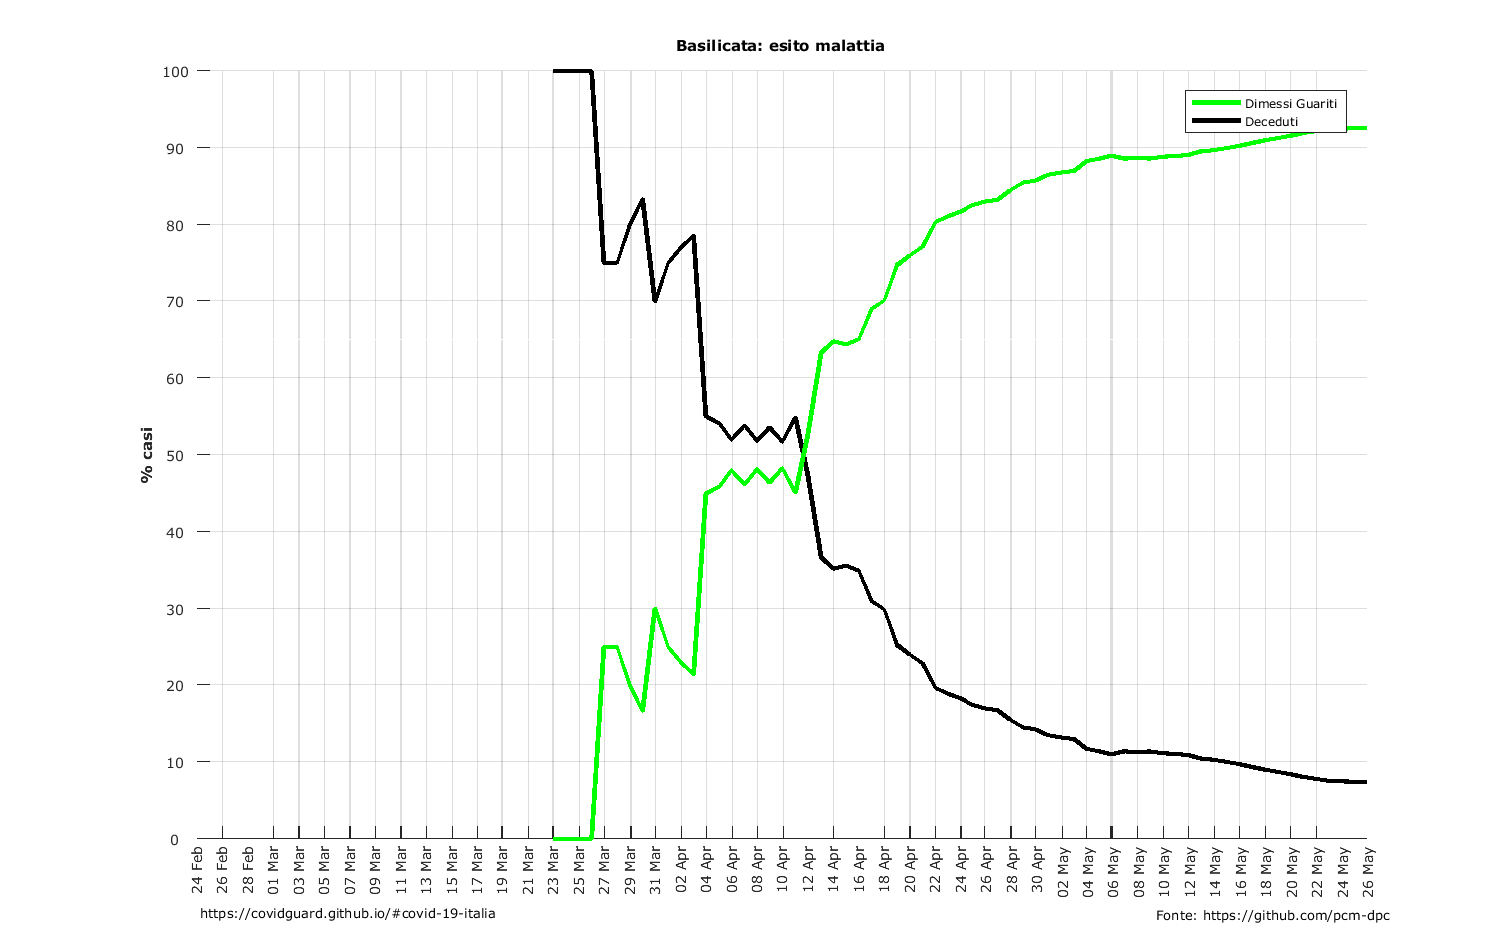 Basilicata: esito malattia
Dimessi Guariti
Deceduti
% casi
100
90
80
70
60
50
40
30
20
10
0
24 Feb
26 Feb
28 Feb
01 Mar
03 Mar
05 Mar
07 Mar
09 Mar
11 Mar
13 Mar
15 Mar
17 Mar
19 Mar
21 Mar
23 Mar
25 Mar
27 Mar
29 Mar
31 Mar
02 Apr
04 Apr
06 Apr
08 Apr
10 Apr
12 Apr
14 Apr
16 Apr
18 Apr
20 Apr
22 Apr
24 Apr
26 Apr
28 Apr
30 Apr
02 May
04 May
06 May
08 May
10 May
12 May
14 May
16 May
18 May
20 May
22 May
24 May
26 May
https://covidguard.github.io/#covid-19-italia
Fonte: https://github.com/pcm-dpc